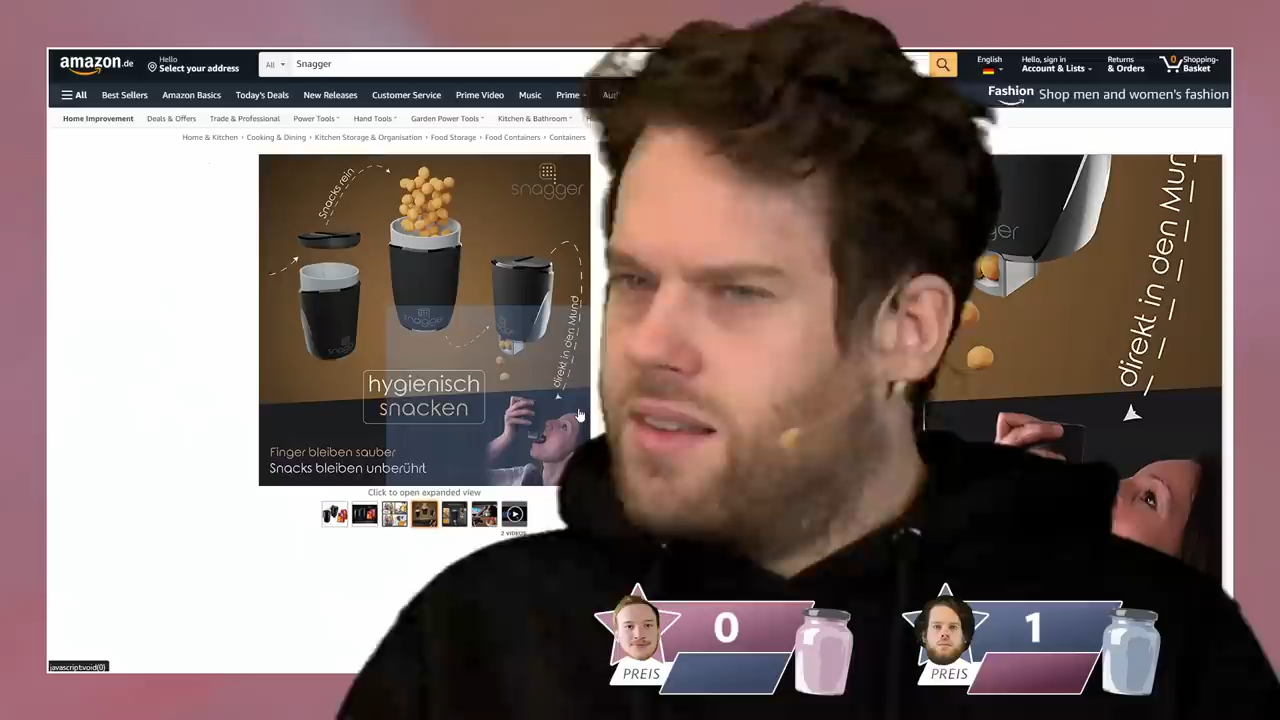 amazon.de
Hello
Select your address
All
Snagger
English
Hello, sign in
Account & Lists
Returns
& Orders
0
Shopping-
Basket
All
Best Sellers
Amazon Basics
Today's Deals
New Releases
Customer Service
Prime Video
Music
Prime
Fashion
Shop men and women's fashion
Home Improvement
Deals & Offers
Trade & Professional
Power Tools
Hand Tools
Garden Power Tools
Kitchen & Bathroom
Home & Kitchen › Cooking & Dining › Kitchen Storage & Organisation › Food Storage › Food Containers › Containers
Snacks rein
snagger
snagger
snagger
direkt in den Mund
hygienisch
snacken
Finger bleiben sauber
Snacks bleiben unberührt
direkt in den Mun
Click to open expanded view
2 VIDEOS
0
PREIS
1
PREIS
javascript:void(0)